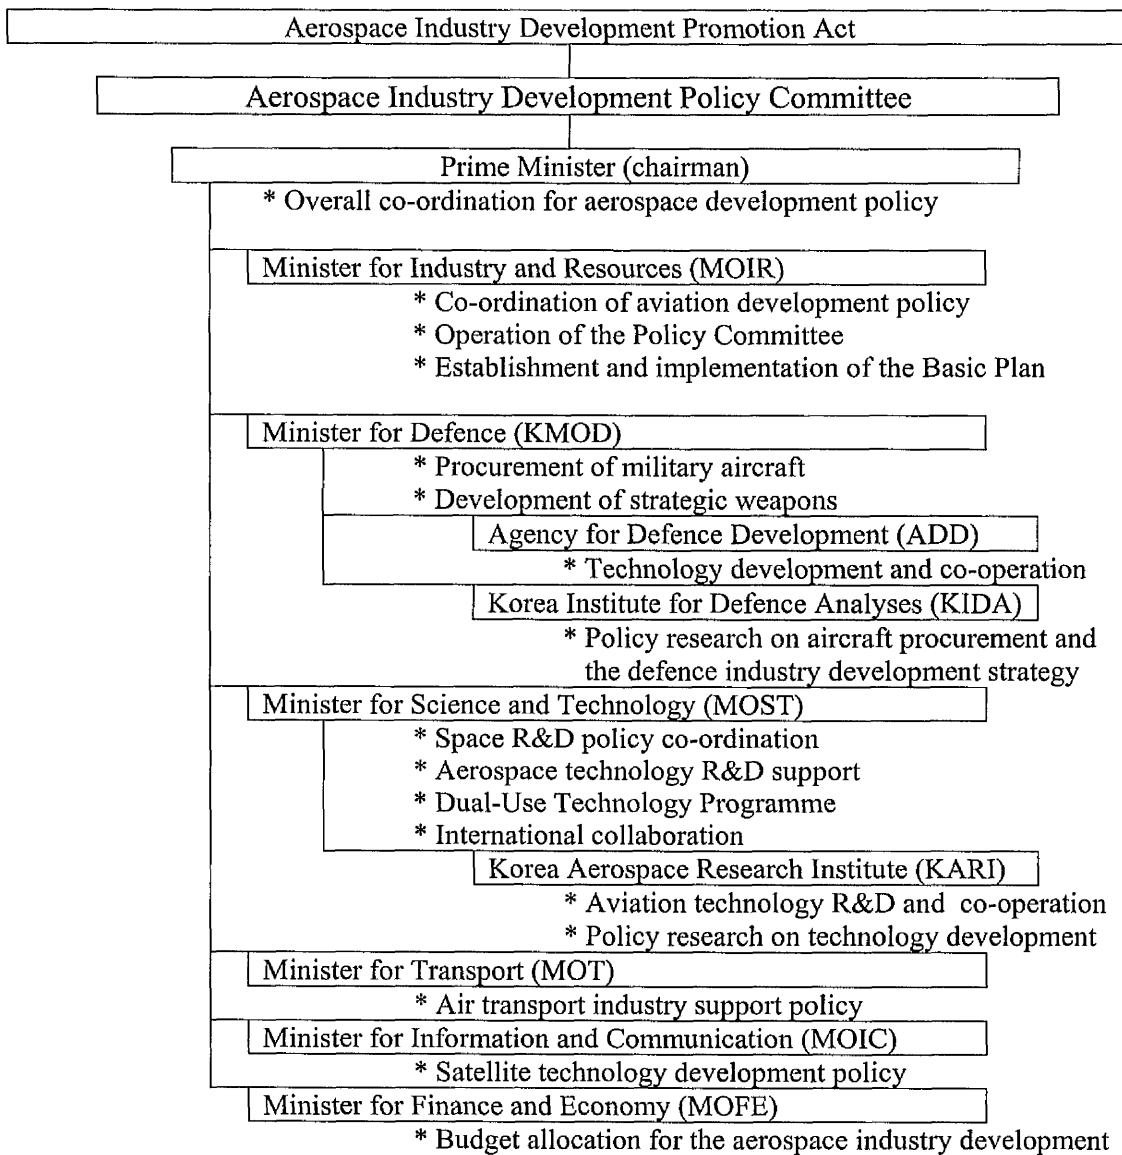 Aerospace Industry Development Promotion Act
Aerospace Industry Development Policy Committee
Prime Minister (chairman)
* Overall co-ordination for aerospace development policy
Minister for Industry and Resources (MOIR)
* Co-ordination of aviation development policy
* Operation of the Policy Committee
* Establishment and implementation of the Basic Plan
Minister for Defence (KMOD)
* Procurement of military aircraft
* Development of strategic weapons
Agency for Defence Development (ADD)
* Technology development and co-operation
Korea Institute for Defence Analyses (KIDA)
* Policy research on aircraft procurement and
the defence industry development strategy
Minister for Science and Technology (MOST)
* Space R&D policy co-ordination
* Aerospace technology R&D support
* Dual-Use Technology Programme
* International collaboration
Korea Aerospace Research Institute (KARI)
* Aviation technology R&D and co-operation
* Policy research on technology development
Minister for Transport (MOT)
* Air transport industry support policy
Minister for Information and Communication (MOIC)
* Satellite technology development policy
Minister for Finance and Economy (MOFE)
* Budget allocation for the aerospace industry development